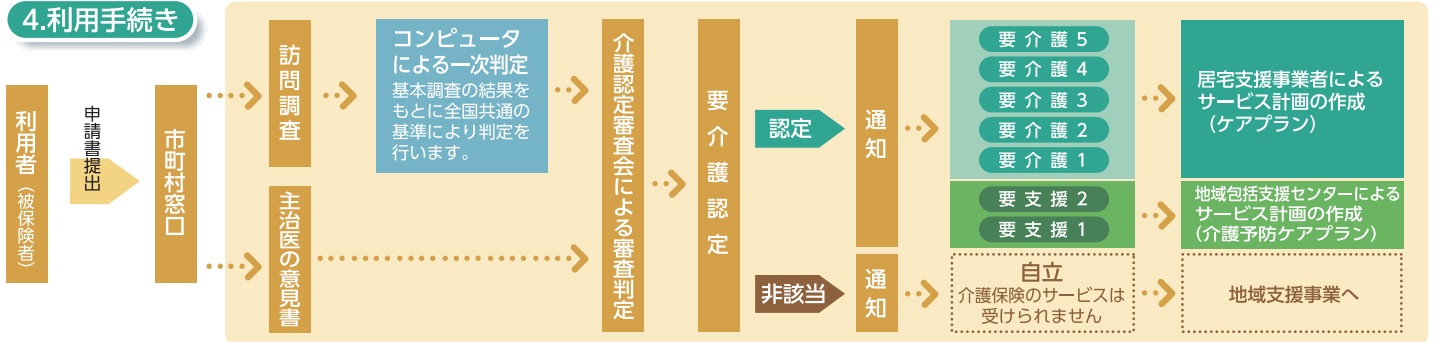 4.利用手続き
利用者（被保険者）
申請書提出
市町村窓口
訪問調査
コンピュータ
による一次判定
基本調査の結果を
もとに全国共通の
基準により判定を
行います。
主治医の意見書
介護認定審査会による審査判定
要介護認定
認定
通知
要介護5
要介護4
要介護3
要介護2
要介護1
居宅支援事業者による
サービス計画の作成
（ケアプラン）
要支援2
要支援1
地域包括支援センターによる
サービス計画の作成
（介護予防ケアプラン）
非該当
通知
自立
介護保険のサービスは
受けられません
地域支援事業へ